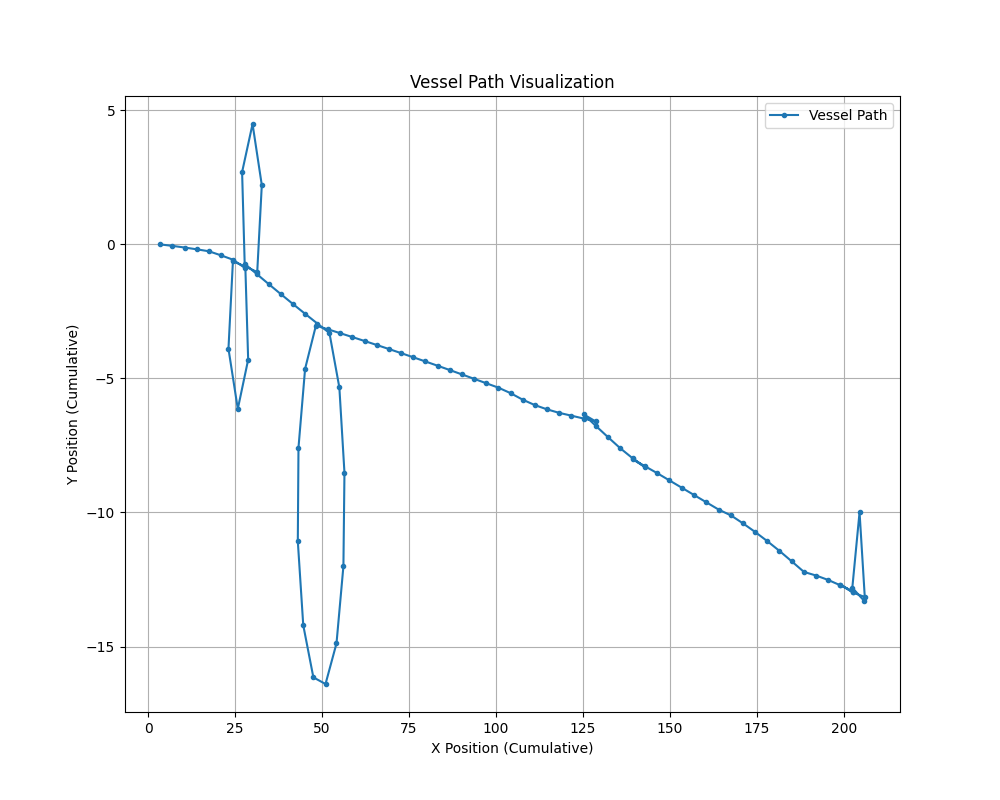 Vessel Path Visualization
Vessel Path
5
0
−5
−10
−15
Y Position (Cumulative)
0 25 50 75 100 125 150 175 200
X Position (Cumulative)